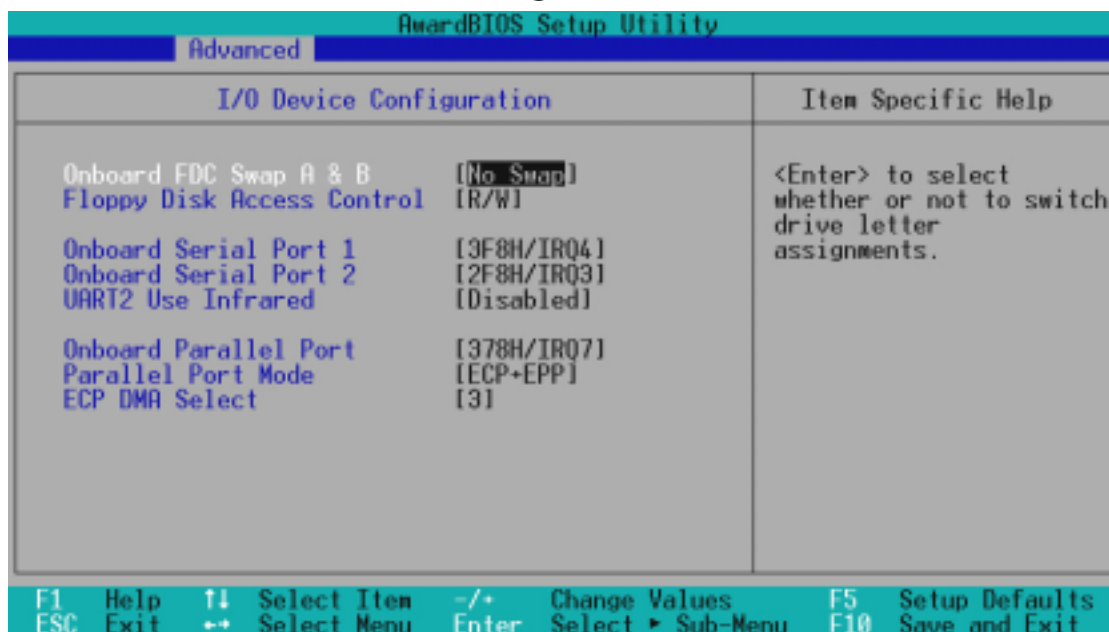 AwardBIOS Setup Utility
Advanced
I/O Device Configuration
Item Specific Help
Onboard FDC Swap A & B [No Swap]
Floppy Disk Access Control [R/W]
Onboard Serial Port 1 [3F8H/IRQ4]
Onboard Serial Port 2 [2F8H/IRQ3]
UART2 Use Infrared [Disabled]
Onboard Parallel Port [378H/IRQ7]
Parallel Port Mode [ECP+EPP]
ECP DMA Select [3]
<Enter> to select
whether or not to switch
drive letter
assignments.
F1 Help ↑↓ Select Item -/+ Change Values F5 Setup Defaults
ESC Exit ←→ Select Menu Enter Select ► Sub-Menu F10 Save and Exit